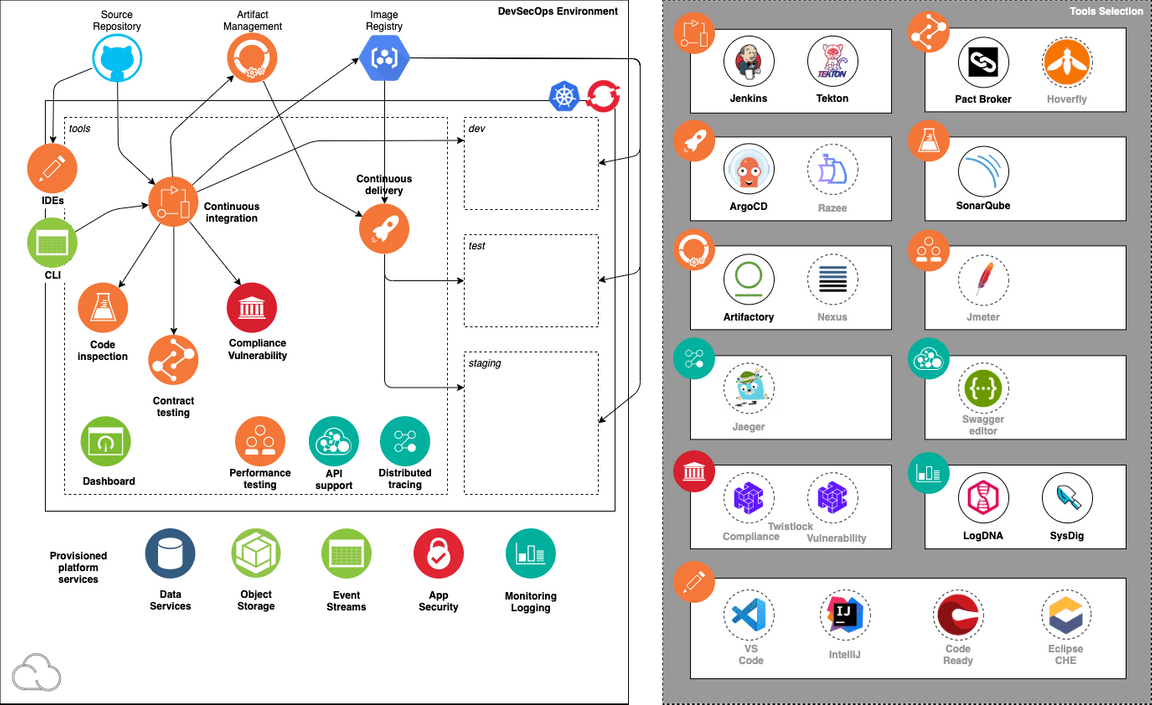 DevSecOps Environment
Source
Repository
Artifact
Management
Image
Registry
tools
dev
IDEs
Continuous
integration
Continuous
delivery
CLI
test
Code
inspection
Compliance
Vulnerability
staging
Contract
testing
Dashboard
Performance
testing
API
support
Distributed
tracing
Provisioned
platform
services
Data
Services
Object
Storage
Event
Streams
App
Security
Monitoring
Logging
Tools Selection
Jenkins
TEKTON
Tekton
Pact Broker
Hoverfly
ArgoCD
Razee
SonarQube
Artifactory
Nexus
Jmeter
Jaeger
Swagger
editor
Twistlock
Compliance
Vulnerability
LogDNA
SysDig
VS
Code
IJ
IntelliJ
Code
Ready
Eclipse
CHE